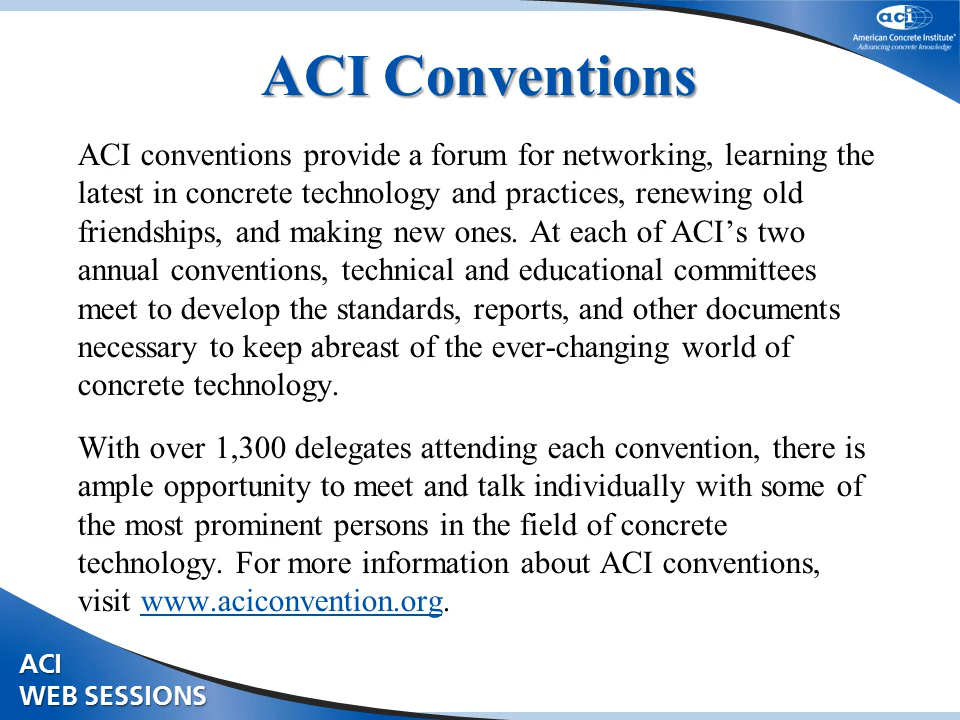 aci
American Concrete Institute®
Advancing concrete knowledge
ACI Conventions
ACI conventions provide a forum for networking, learning the
latest in concrete technology and practices, renewing old
friendships, and making new ones. At each of ACI’s two
annual conventions, technical and educational committees
meet to develop the standards, reports, and other documents
necessary to keep abreast of the ever-changing world of
concrete technology.
With over 1,300 delegates attending each convention, there is
ample opportunity to meet and talk individually with some of
the most prominent persons in the field of concrete
technology. For more information about ACI conventions,
visit www.aciconvention.org.
ACI
WEB SESSIONS